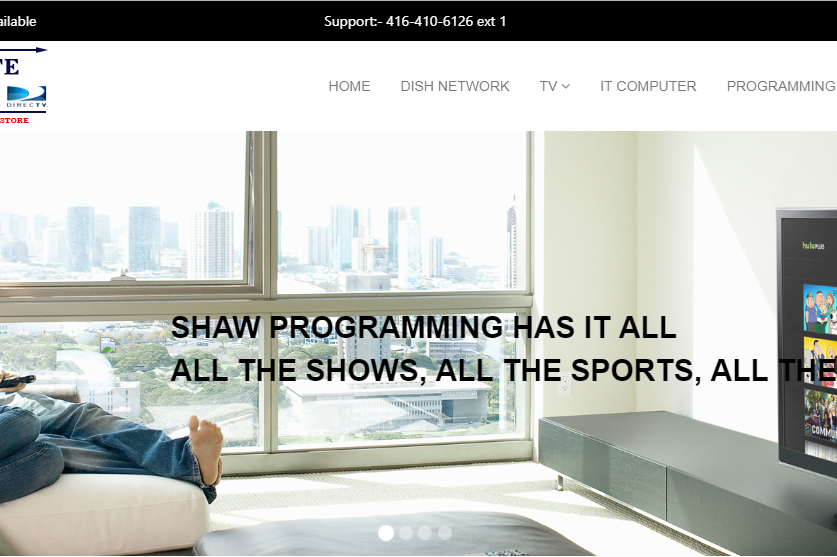 ailable
Support:- 416-410-6126 ext 1
TE
DIRECTV
STORE
HOME
DISH NETWORK
TV
IT COMPUTER
PROGRAMMING
hulu PLUS
SHAW PROGRAMMING HAS IT ALL
ALL THE SHOWS, ALL THE SPORTS, ALL THE
COMMUN